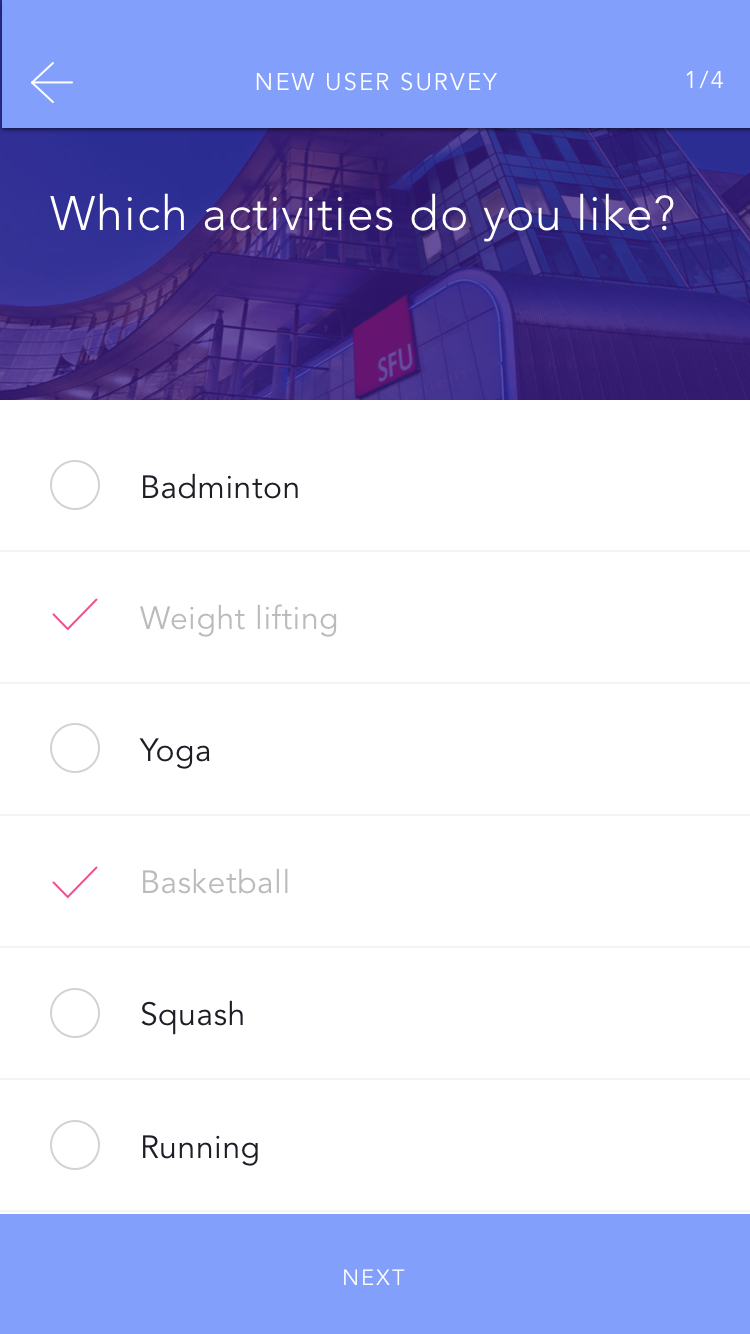 NEW USER SURVEY
1/4
Which activities do you like?
SFU
Badminton
Weight lifting
Yoga
Basketball
Squash
Running
NEXT